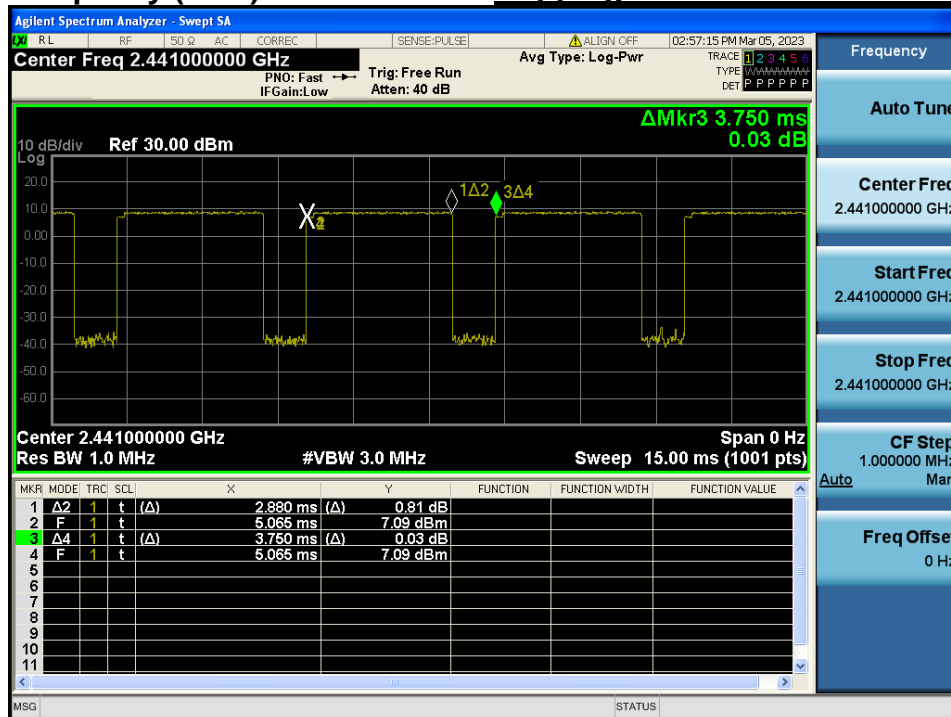 Agilent Spectrum Analyzer - Swept SA
LXI RL RF 50 Ω AC CORREC SENSE:PULSE ALIGN OFF 02:57:15 PM Mar 05, 2023
Center Freq 2.441000000 GHz
PNO: Fast
IFGain:Low
Trig: Free Run
Atten: 40 dB
Avg Type: Log-Pwr
TRACE 1 2 3 4 5 6
TYPE WWWWWW
DET P P P P P P
ΔMkr3 3.750 ms
0.03 dB
10 dB/div Ref 30.00 dBm
Log
20.0
10.0
0.00
-10.0
-20.0
-30.0
-40.0
-50.0
-60.0
1Δ2 3Δ4
X
2
Center 2.441000000 GHz Span 0 Hz
Res BW 1.0 MHz #VBW 3.0 MHz Sweep 15.00 ms (1001 pts)
MKR MODE TRC SCL X Y FUNCTION FUNCTION WIDTH FUNCTION VALUE
1 Δ2 1 t (Δ) 2.880 ms (Δ) 0.81 dB
2 F 1 t 5.065 ms 7.09 dBm
3 Δ4 1 t (Δ) 3.750 ms (Δ) 0.03 dB
4 F 1 t 5.065 ms 7.09 dBm
5
6
7
8
9
10
11
MSG STATUS
Frequency
Auto Tune
Center Freq
2.441000000 GHz
Start Freq
2.441000000 GHz
Stop Freq
2.441000000 GHz
CF Step
1.000000 MHz
Auto Man
Freq Offset
0 Hz